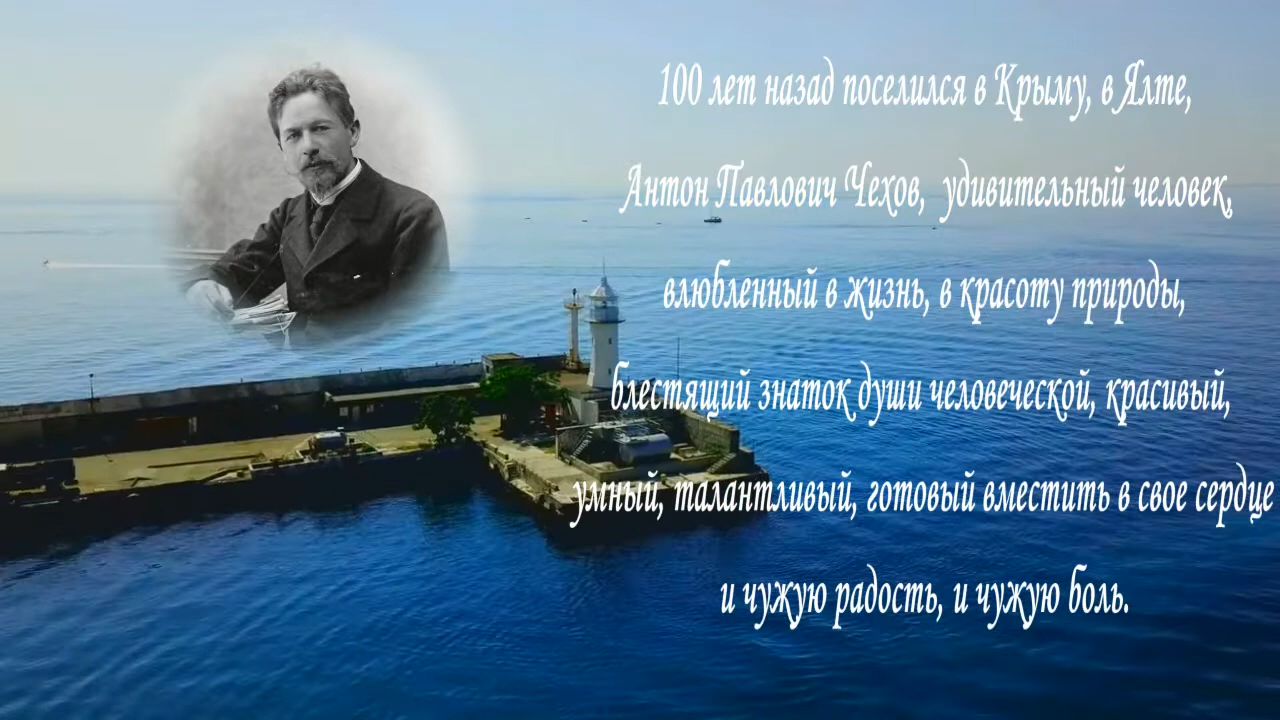 100 лет назад поселился в Крыму, в Ялте,
Антон Павлович Чехов, удивительный человек,
влюбленный в жизнь, в красоту природы,
блестящий знаток души человеческой, красивый,
умный, талантливый, готовый вместить в свое сердце
и чужую радость, и чужую боль.